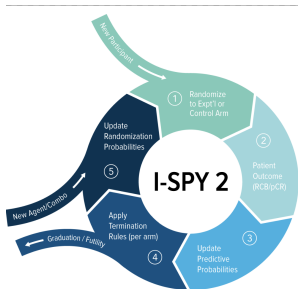 New Participant
1
Randomize
to Expt'l or
Control Arm
2
Patient
Outcome
(RCB/pCR)
3
Update
Predictive
Probabilities
4
Apply
Termination
Rules (per arm)
Graduation / Futility
5
Update
Randomization
Probabilities
New Agent/Combo
I-SPY 2